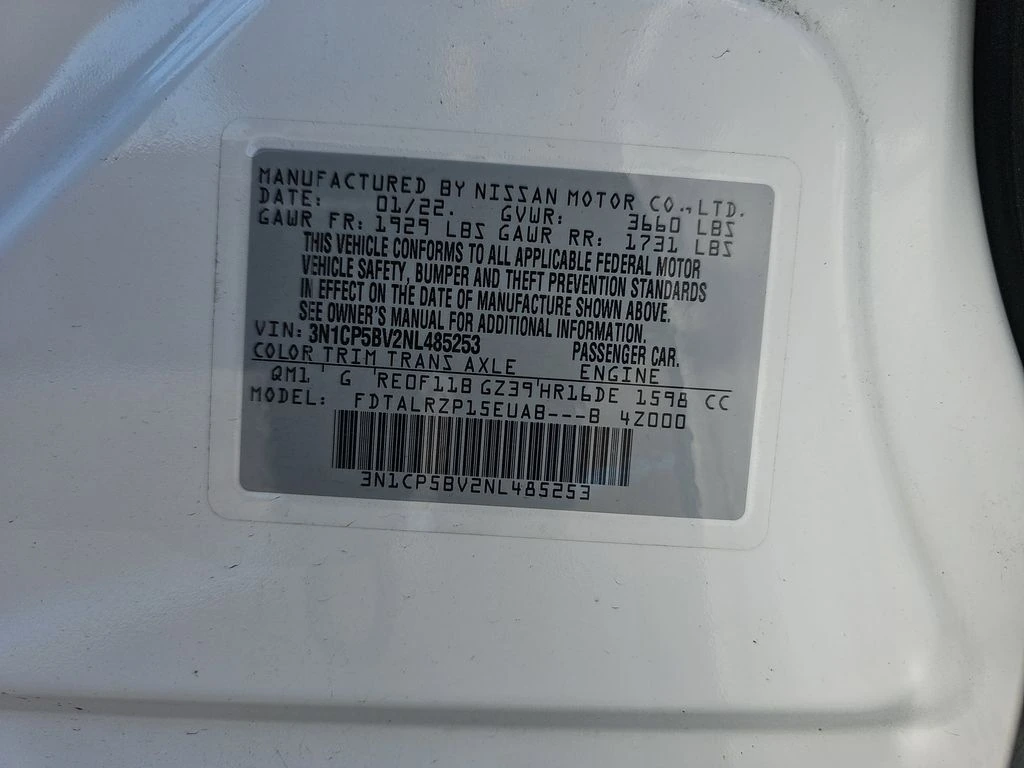 MANUFACTURED BY NISSAN MOTOR CO.,LTD.
DATE: 01/22. GVWR: 3660 LBS
GAWR FR: 1929 LBS GAWR RR: 1731 LBS
THIS VEHICLE CONFORMS TO ALL APPLICABLE FEDERAL MOTOR
VEHICLE SAFETY, BUMPER AND THEFT PREVENTION STANDARDS
IN EFFECT ON THE DATE OF MANUFACTURE SHOWN ABOVE.
SEE OWNER'S MANUAL FOR ADDITIONAL INFORMATION.
VIN: 3N1CP5BV2NL485253 PASSENGER CAR.
COLOR TRIM TRANS AXLE ENGINE
QM1 G RE0F11B GZ39 HR16DE 1598 CC
MODEL: FDTALRZP15EUAB---B 4Z000
3N1CP5BV2NL485253